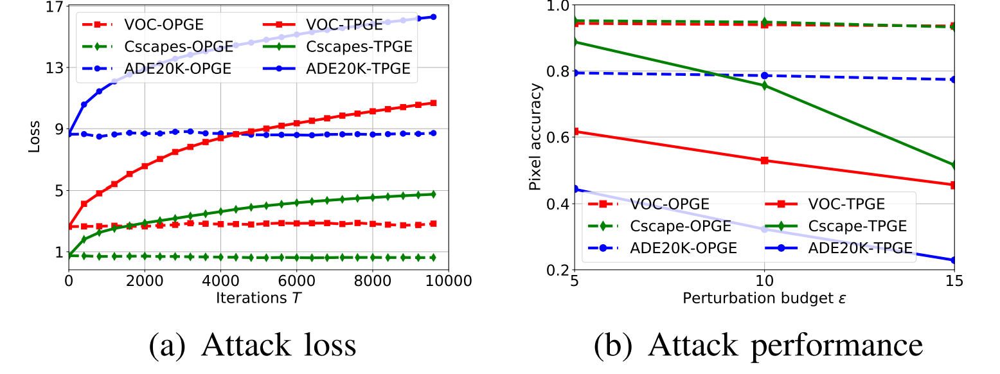 17
13
9
5
1
Loss
VOC-OPGE
VOC-TPGE
Cscapes-OPGE
Cscapes-TPGE
ADE20K-OPGE
ADE20K-TPGE
0 2000 4000 6000 8000 10000
Iterations T
(a) Attack loss
1.0
0.8
0.6
0.4
0.2
Pixel accuracy
VOC-OPGE
VOC-TPGE
Cscape-OPGE
Cscape-TPGE
ADE20K-OPGE
ADE20K-TPGE
5 10 15
Perturbation budget ε
(b) Attack performance